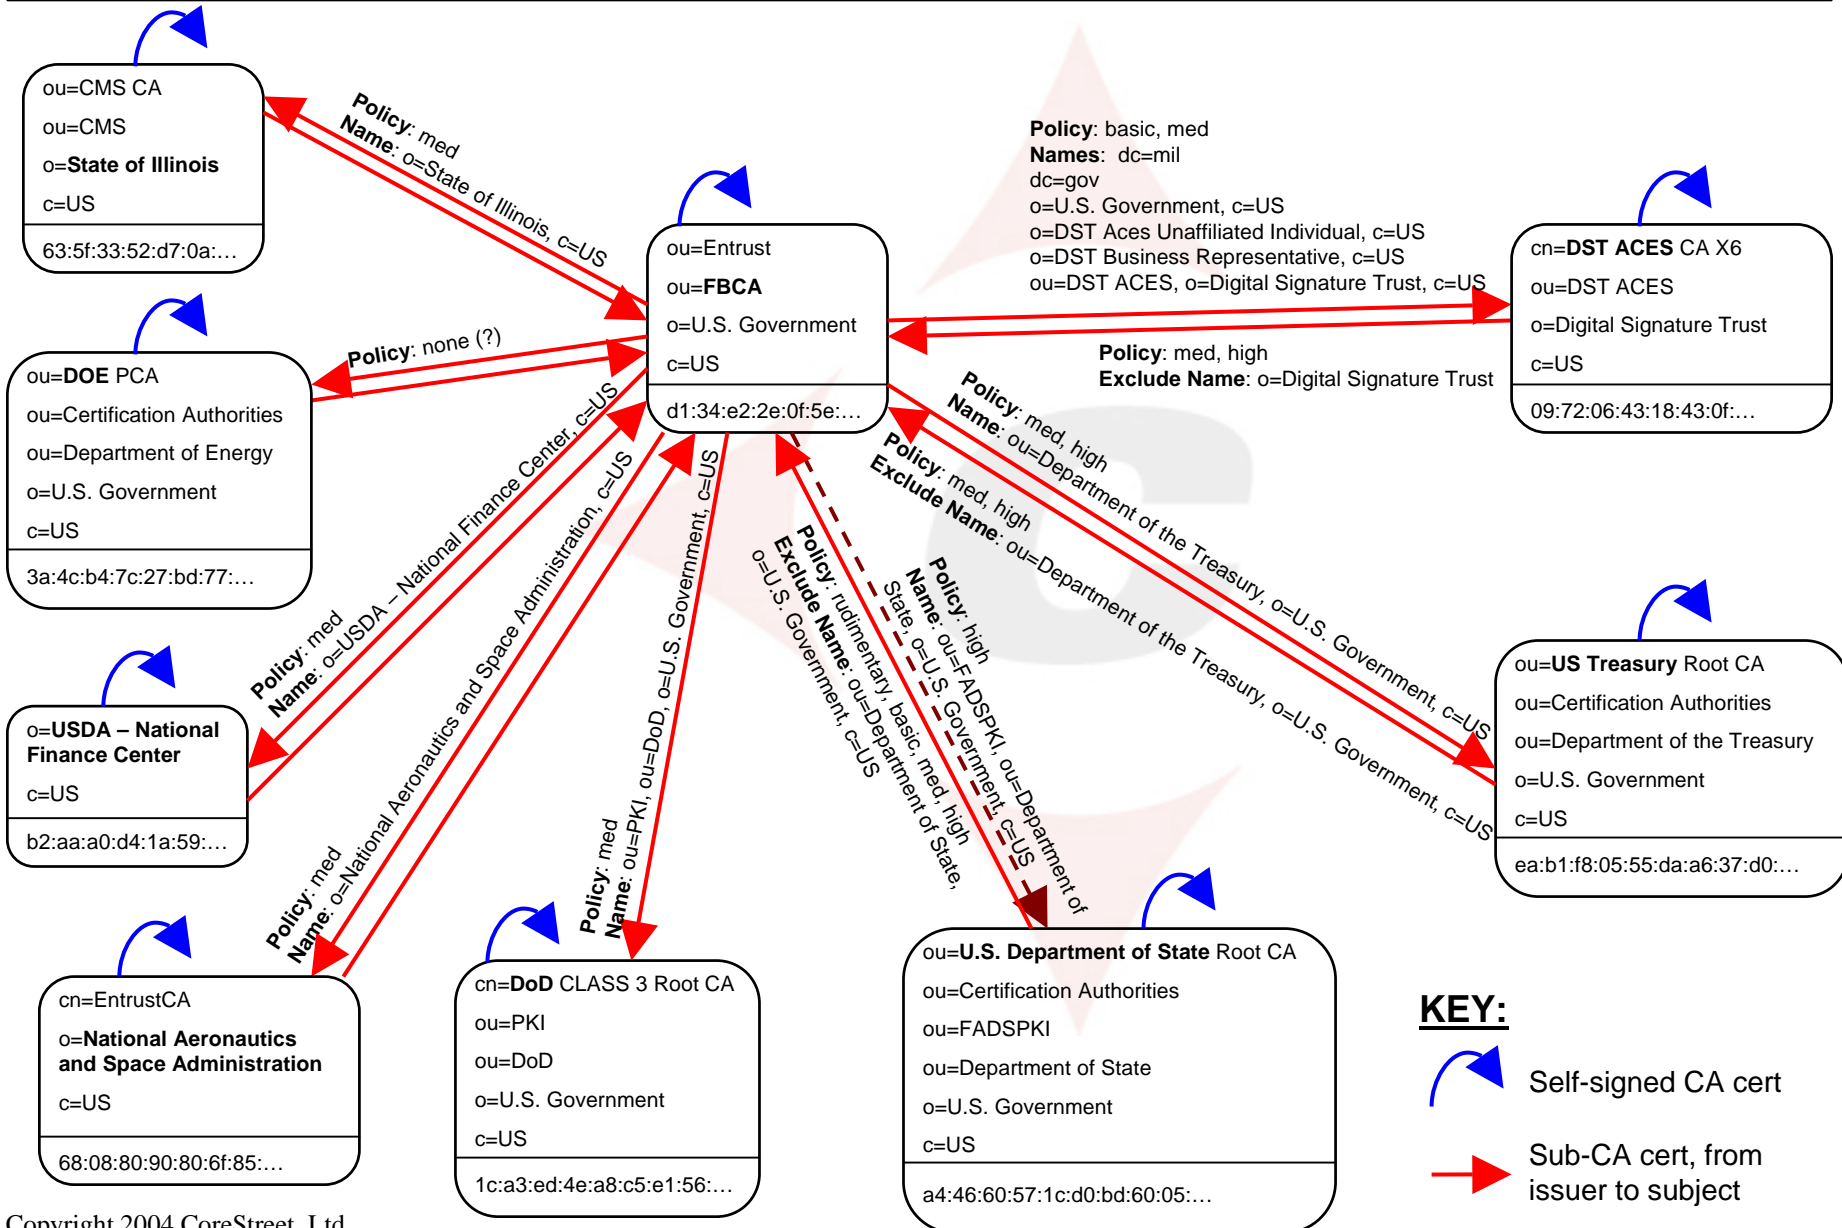 ou=CMS CA
ou=CMS
o=State of Illinois
c=US
63:5f:33:52:d7:0a:…
Policy: med
Name: o=State of Illinois, c=US
ou=Entrust
ou=FBCA
o=U.S. Government
c=US
d1:34:e2:2e:0f:5e:…
Policy: basic, med
Names: dc=mil
dc=gov
o=U.S. Government, c=US
o=DST Aces Unaffiliated Individual, c=US
o=DST Business Representative, c=US
ou=DST ACES, o=Digital Signature Trust, c=US
cn=DST ACES CA X6
ou=DST ACES
o=Digital Signature Trust
c=US
09:72:06:43:18:43:0f:…
Policy: med, high
Exclude Name: o=Digital Signature Trust
ou=DOE PCA
ou=Certification Authorities
ou=Department of Energy
o=U.S. Government
c=US
3a:4c:b4:7c:27:bd:77:…
Policy: none (?)
Policy: med, high
Name: ou=Department of the Treasury, o=U.S. Government, c=US
Policy: med, high
Exclude Name: ou=Department of the Treasury, o=U.S. Government, c=US
ou=US Treasury Root CA
ou=Certification Authorities
ou=Department of the Treasury
o=U.S. Government
c=US
ea:b1:f8:05:55:da:a6:37:d0:…
o=USDA – National
Finance Center
c=US
b2:aa:a0:d4:1a:59:…
Policy: med
Name: o=USDA – National Finance Center, c=US
Policy: med
Name: o=National Aeronautics and Space Administration, c=US
Policy: med
Name: ou=PKI, ou=DoD, o=U.S. Government, c=US
Policy: rudimentary, basic, med, high
Exclude Name: ou=Department of State,
o=U.S. Government, c=US
Policy: high
Name: ou=FADSPKI, ou=Department of
State, o=U.S. Government, c=US
cn=EntrustCA
o=National Aeronautics
and Space Administration
c=US
68:08:80:90:80:6f:85:…
cn=DoD CLASS 3 Root CA
ou=PKI
ou=DoD
o=U.S. Government
c=US
1c:a3:ed:4e:a8:c5:e1:56:…
ou=U.S. Department of State Root CA
ou=Certification Authorities
ou=FADSPKI
ou=Department of State
o=U.S. Government
c=US
a4:46:60:57:1c:d0:bd:60:05:…
KEY:
Self-signed CA cert
Sub-CA cert, from
issuer to subject
Copyright 2004 CoreStreet, Ltd